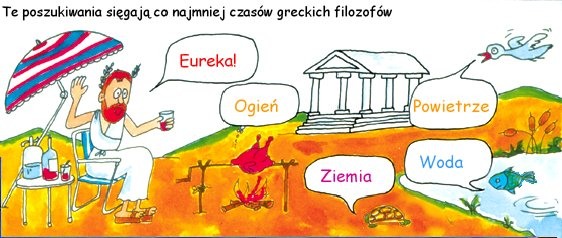 Te poszukiwania sięgają co najmniej czasów greckich filozofów
Eureka!
Ogień
Powietrze
Ziemia
Woda